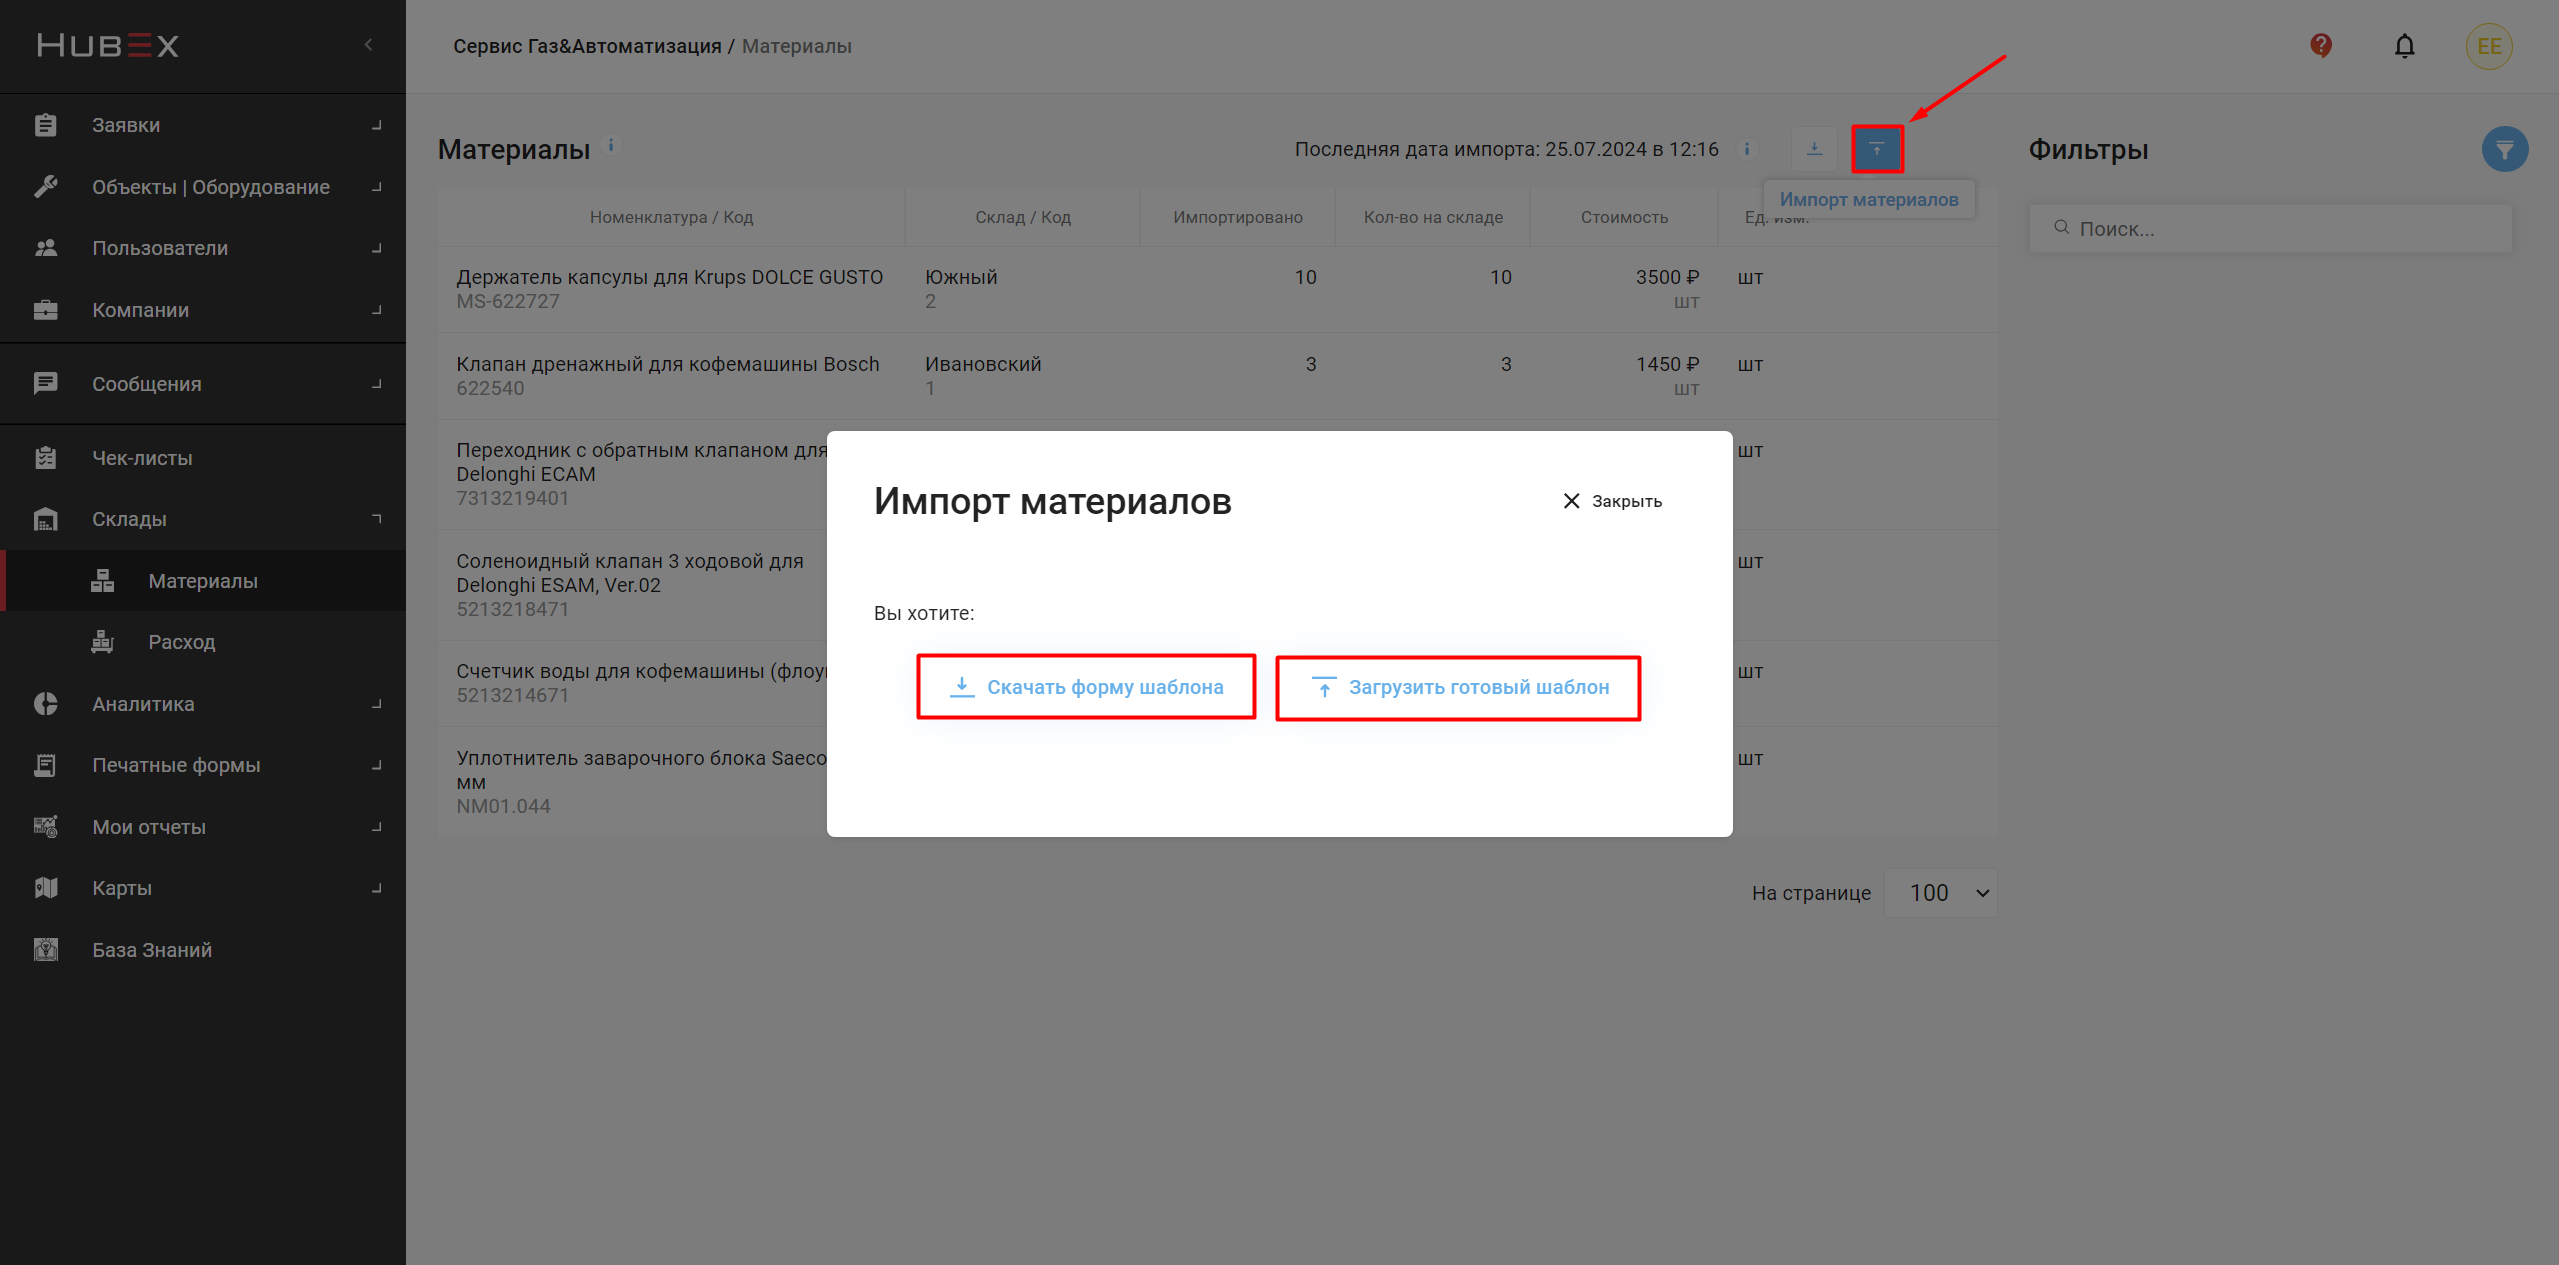 HUBEX
Сервис Газ&Автоматизация / Материалы
EE
Заявки
Объекты | Оборудование
Пользователи
Компании
Сообщения
Чек-листы
Склады
Материалы
Расход
Аналитика
Печатные формы
Мои отчеты
Карты
База Знаний
Материалы
Последняя дата импорта: 25.07.2024 в 12:16
Импорт материалов
Фильтры
Поиск...
Номенклатура / Код Склад / Код Импортировано Кол-во на складе Стоимость Ед. изм.
Держатель капсулы для Krups DOLCE GUSTO Южный 10 10 3500 ₽ шт
MS-622727 2 шт
Клапан дренажный для кофемашины Bosch Ивановский 3 3 1450 ₽ шт
622540 1 шт
Переходник с обратным клапаном для шт
Delonghi ECAM
7313219401
Соленоидный клапан 3 ходовой для шт
Delonghi ESAM, Ver.02
5213218471
Счетчик воды для кофемашины шт
5213214671
Уплотнитель заварочного блока Saeco шт
мм
NM01.044
Импорт материалов
Закрыть
Вы хотите:
Скачать форму шаблона
Загрузить готовый шаблон
На странице 100